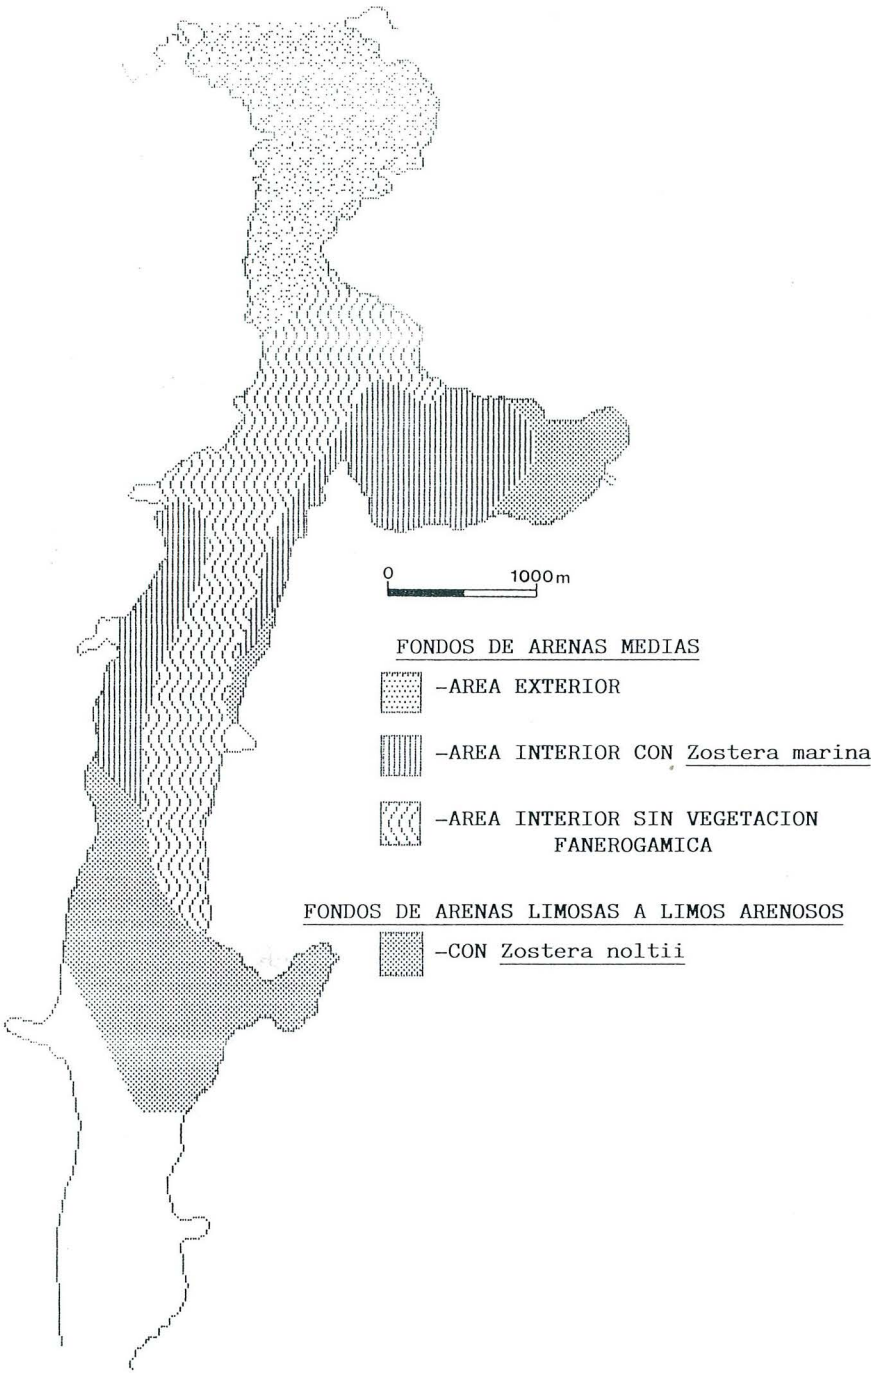 0 1000m
FONDOS DE ARENAS MEDIAS
-AREA EXTERIOR
-AREA INTERIOR CON Zostera marina
-AREA INTERIOR SIN VEGETACION
FANEROGAMICA
FONDOS DE ARENAS LIMOSAS A LIMOS ARENOSOS
-CON Zostera noltii